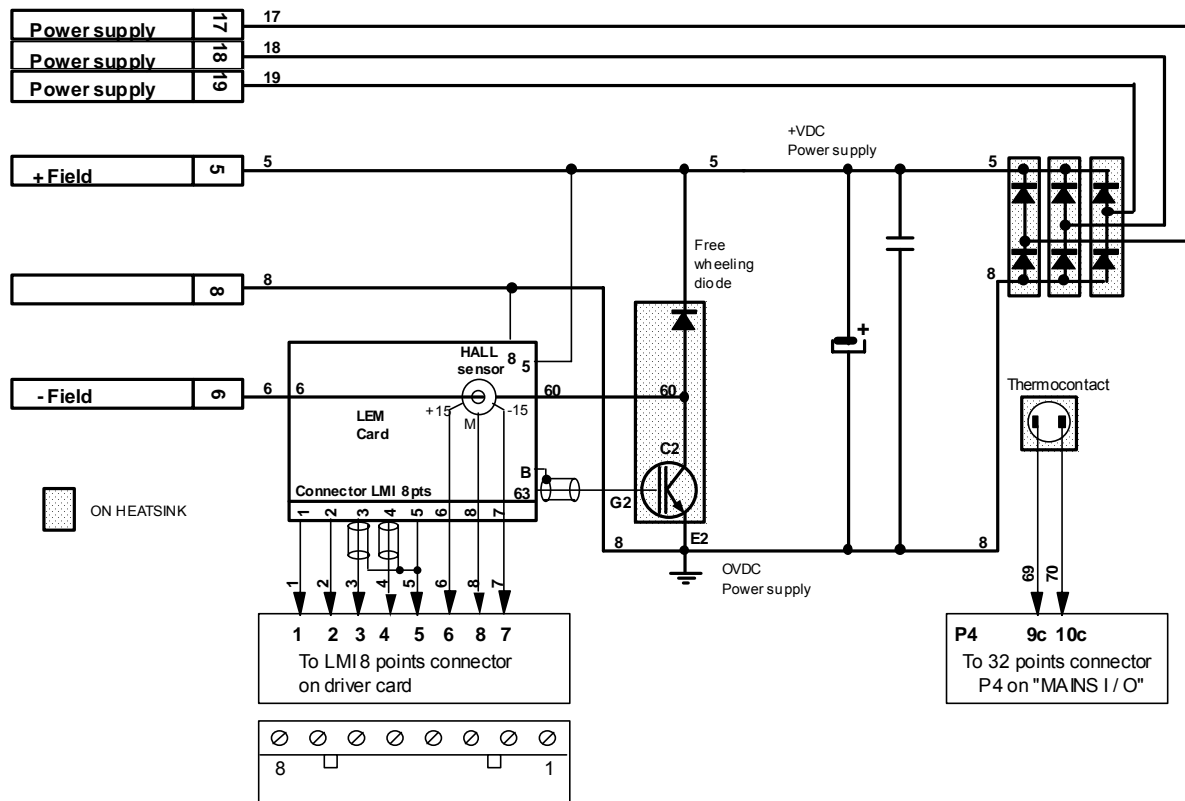 Power supply 17 17
Power supply 18 18
Power supply 19 19
+VDC
Power supply
+ Field 5 5 5 5
Free
wheeling
diode
8 8 8
HALL
sensor
8
5
- Field 6 6 6 60 60
+15 M -15
LEM
Card
Thermocontact
C2
B
Connector LMI 8pts 63
G2
ON HEATSINK
1 2 3 4 5 6 8 7
E2
8 8
OVDC
Power supply
1 2 3 4 5 6 8 7
69 70
1 2 3 4 5 6 8 7
To LMI 8 points connector
on driver card
P4 9c 10c
To 32 points connector
P4 on "MAINS I / O"
8 1
+